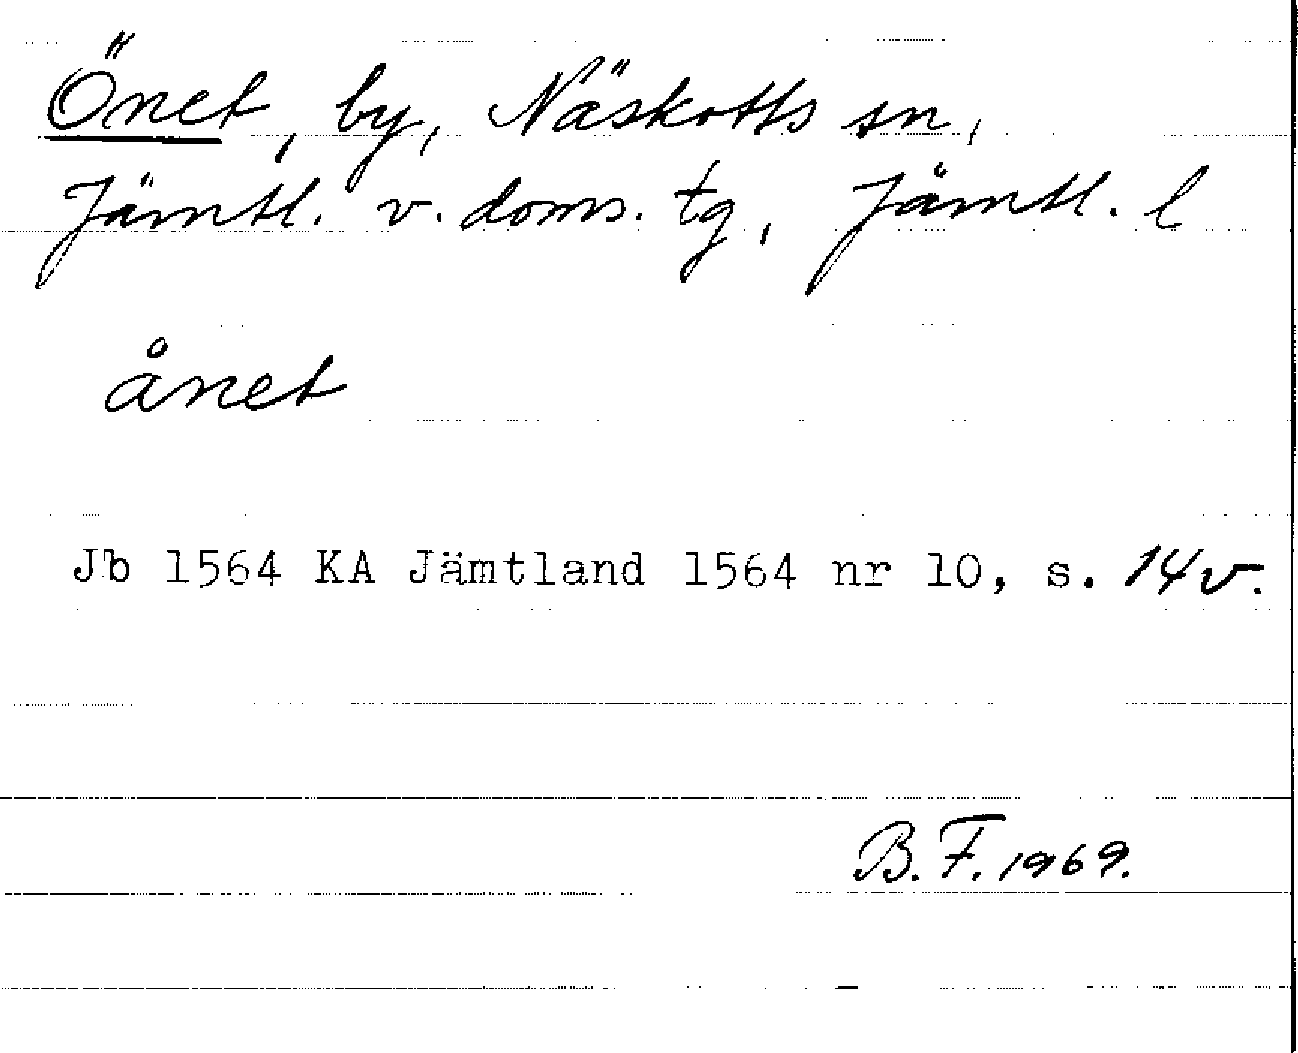 Önet, by, Näskotts sn,
Jämtl. v. doms. tg, Jämtl. l
ånet
Jb 1564 KA Jämtland 1564 nr 10, s. 14v.
B. F. 1969.